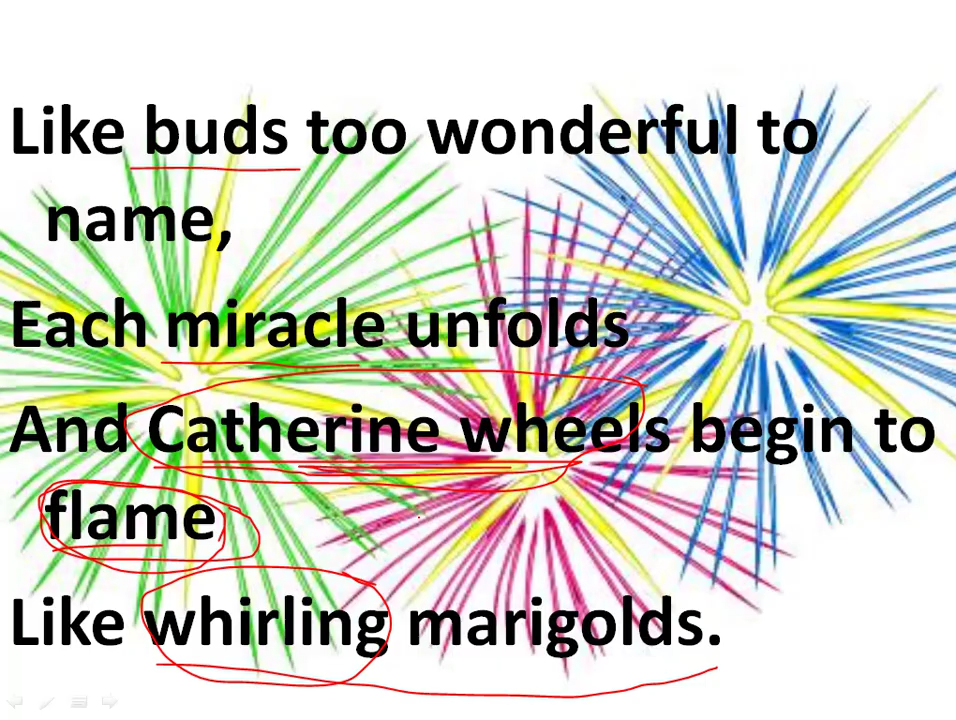 Like buds too wonderful to
name,
Each miracle unfolds
And Catherine wheels begin to
flame
Like whirling marigolds.